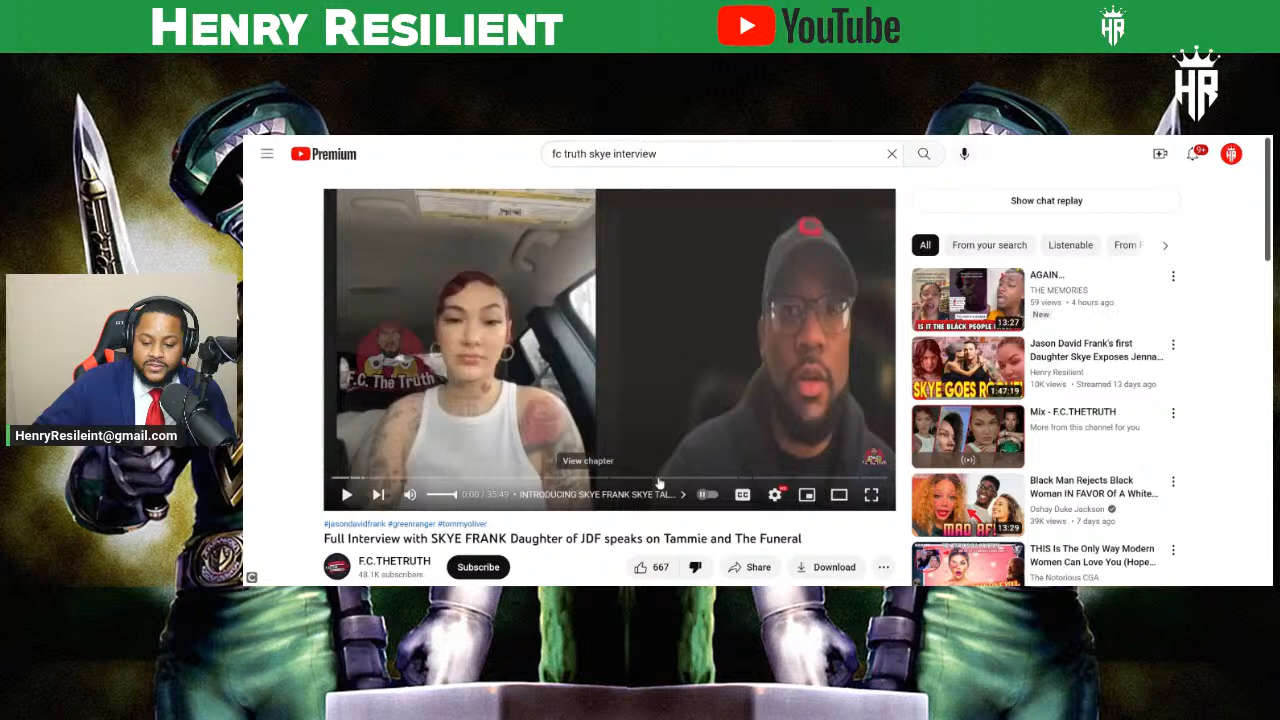 HENRY RESILIENT
YouTube
HR
HR
Premium
fc truth skye interview
9+
HR
Show chat replay
All
From your search
Listenable
From F
F.C. The Truth
View chapter
0:00 / 35:49 • INTRODUCING SKYE FRANK SKYE TAL...
CC
#jasondavidfrank #greenranger #tommyoliver
Full Interview with SKYE FRANK Daughter of JDF speaks on Tammie and The Funeral
F.C.THETRUTH
48.1K subscribers
Subscribe
667
Share
Download
AGAIN...
THE MEMORIES
59 views • 4 hours ago
New
IS IT THE BLACK PEOPLE
13:27
Jason David Frank's first
Daughter Skye Exposes Jenna...
Henry Resilient
10K views • Streamed 13 days ago
SKYE GOES ROGUE!
1:47:19
Mix - F.C.THETRUTH
More from this channel for you
Black Man Rejects Black
Woman IN FAVOR Of A White...
Oshay Duke Jackson
39K views • 7 days ago
MAD AF!
13:29
THIS Is The Only Way Modern
Women Can Love You (Hope...
The Notorious CGA
HenryResileint@gmail.com